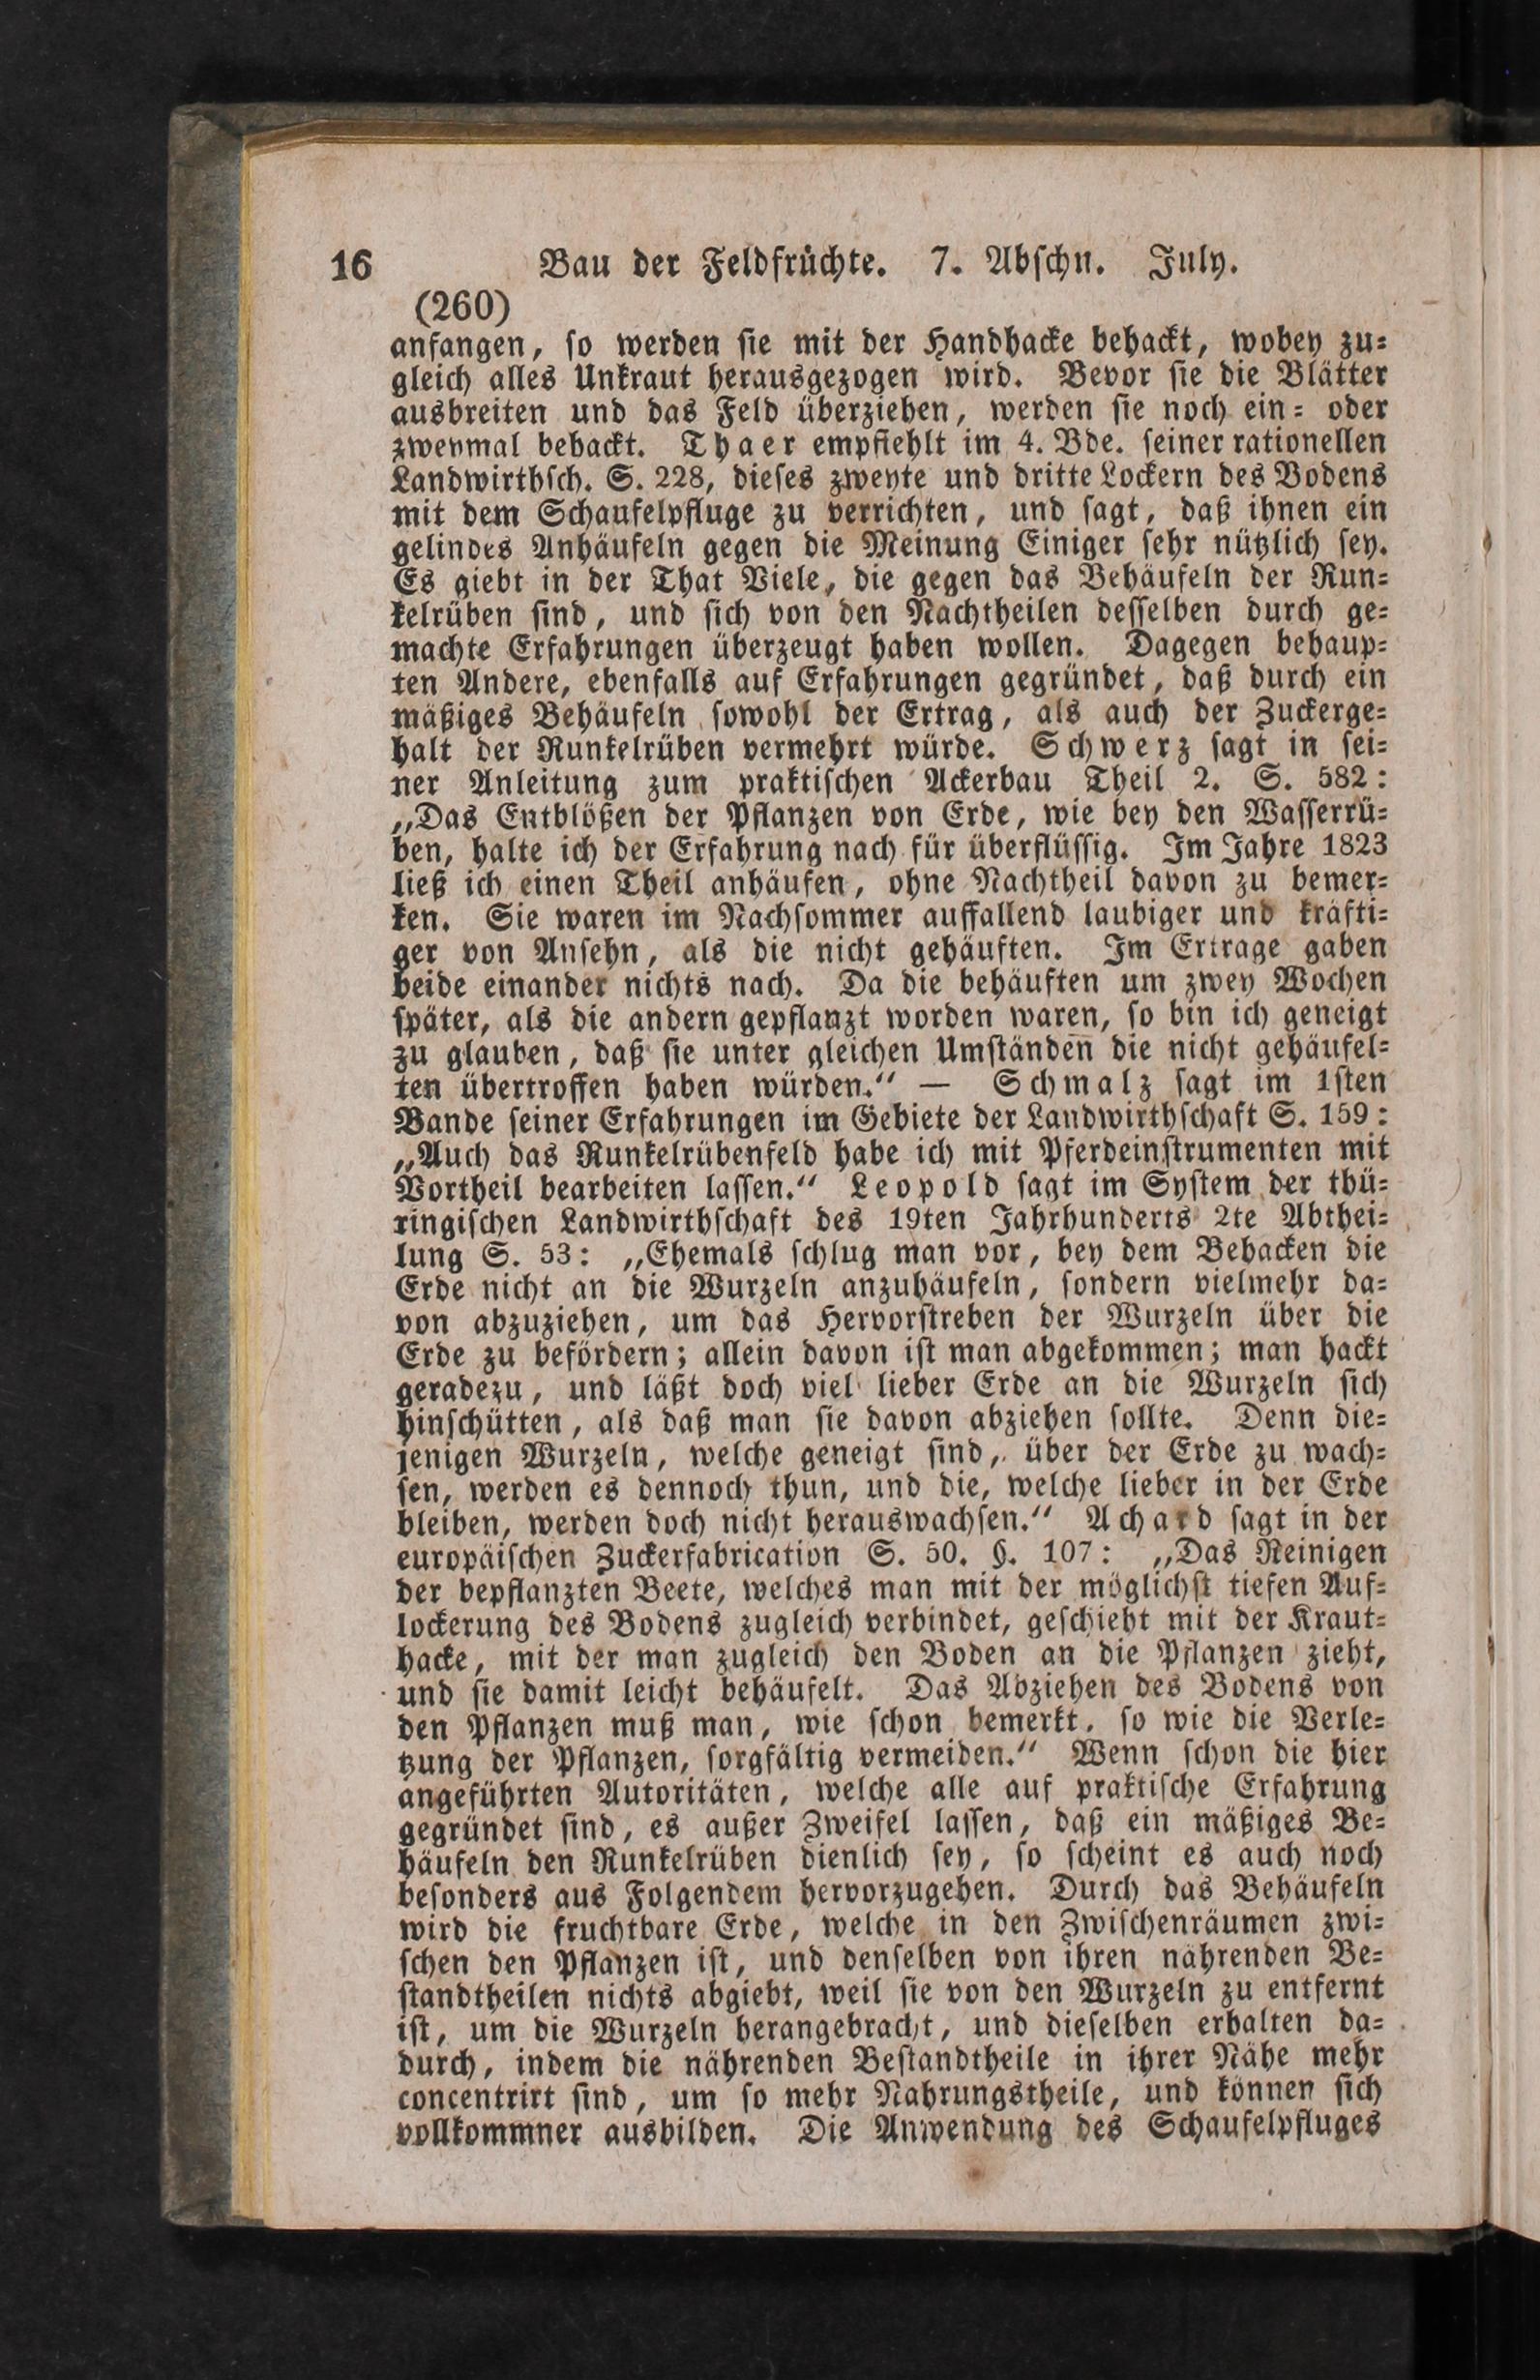 16 Bau der Feldfrüchte. 7. Abschn. July.
(260)
anfangen, so werden sie mit der Handhacke behackt, wobey zu=
gleich alles Unkraut herausgezogen wird. Bevor sie die Blätter
ausbreiten und das Feld überziehen, werden sie noch ein= oder
zweymal behackt. Thaer empfiehlt im 4. Bde. seiner rationellen
Landwirthsch. S. 228, dieses zweyte und dritte Lockern des Bodens
mit dem Schaufelpfluge zu verrichten, und sagt, daß ihnen ein
gelindes Anhäufeln gegen die Meinung Einiger sehr nützlich sey.
Es giebt in der That Viele, die gegen das Behäufeln der Run=
kelrüben sind, und sich von den Nachtheilen desselben durch ge=
machte Erfahrungen überzeugt haben wollen. Dagegen behaup=
ten Andere, ebenfalls auf Erfahrungen gegründet, daß durch ein
mäßiges Behäufeln sowohl der Ertrag, als auch der Zuckerge=
halt der Runkelrüben vermehrt würde. Schwerz sagt in sei=
ner Anleitung zum praktischen Ackerbau Theil 2. S. 582:
„Das Entblößen der Pflanzen von Erde, wie bey den Wasserrü=
ben, halte ich der Erfahrung nach für überflüssig. Im Jahre 1823
ließ ich einen Theil anhäufen, ohne Nachtheil davon zu bemer=
ken. Sie waren im Nachsommer auffallend laubiger und kräfti=
ger von Ansehn, als die nicht gehäuften. Im Ertrage gaben
beide einander nichts nach. Da die behäuften um zwey Wochen
später, als die andern gepflanzt worden waren, so bin ich geneigt
zu glauben, daß sie unter gleichen Umständen die nicht gehäufel=
ten übertroffen haben würden.“ — Schmalz sagt im 1sten
Bande seiner Erfahrungen im Gebiete der Landwirthschaft S. 159:
„Auch das Runkelrübenfeld habe ich mit Pferdeinstrumenten mit
Vortheil bearbeiten lassen.“ Leopold sagt im System der thü=
ringischen Landwirthschaft des 19ten Jahrhunderts 2te Abthei=
lung S. 53: „Ehemals schlug man vor, bey dem Behacken die
Erde nicht an die Wurzeln anzuhäufeln, sondern vielmehr da=
von abzuziehen, um das Hervorstreben der Wurzeln über die
Erde zu befördern; allein davon ist man abgekommen; man hackt
geradezu, und läßt doch viel lieber Erde an die Wurzeln sich
hinschütten, als daß man sie davon abziehen sollte. Denn die=
jenigen Wurzeln, welche geneigt sind, über der Erde zu wach=
sen, werden es dennoch thun, und die, welche lieber in der Erde
bleiben, werden doch nicht herauswachsen.“ Achard sagt in der
europäischen Zuckerfabrication S. 50. §. 107: „Das Reinigen
der bepflanzten Beete, welches man mit der möglichst tiefen Auf=
lockerung des Bodens zugleich verbindet, geschieht mit der Kraut=
hacke, mit der man zugleich den Boden an die Pflanzen zieht,
und sie damit leicht behäufelt. Das Abziehen des Bodens von
den Pflanzen muß man, wie schon bemerkt, so wie die Verle=
tzung der Pflanzen, sorgfältig vermeiden.“ Wenn schon die hier
angeführten Autoritäten, welche alle auf praktische Erfahrung
gegründet sind, es außer Zweifel lassen, daß ein mäßiges Be=
häufeln den Runkelrüben dienlich sey, so scheint es auch noch
besonders aus Folgendem hervorzugehen. Durch das Behäufeln
wird die fruchtbare Erde, welche in den Zwischenräumen zwi=
schen den Pflanzen ist, und denselben von ihren nährenden Be=
standtheilen nichts abgiebt, weil sie von den Wurzeln zu entfernt
ist, um die Wurzeln herangebracht, und dieselben erhalten da=
durch, indem die nährenden Bestandtheile in ihrer Nähe mehr
concentrirt sind, um so mehr Nahrungstheile, und können sich
vollkommner ausbilden. Die Anwendung des Schaufelpfluges